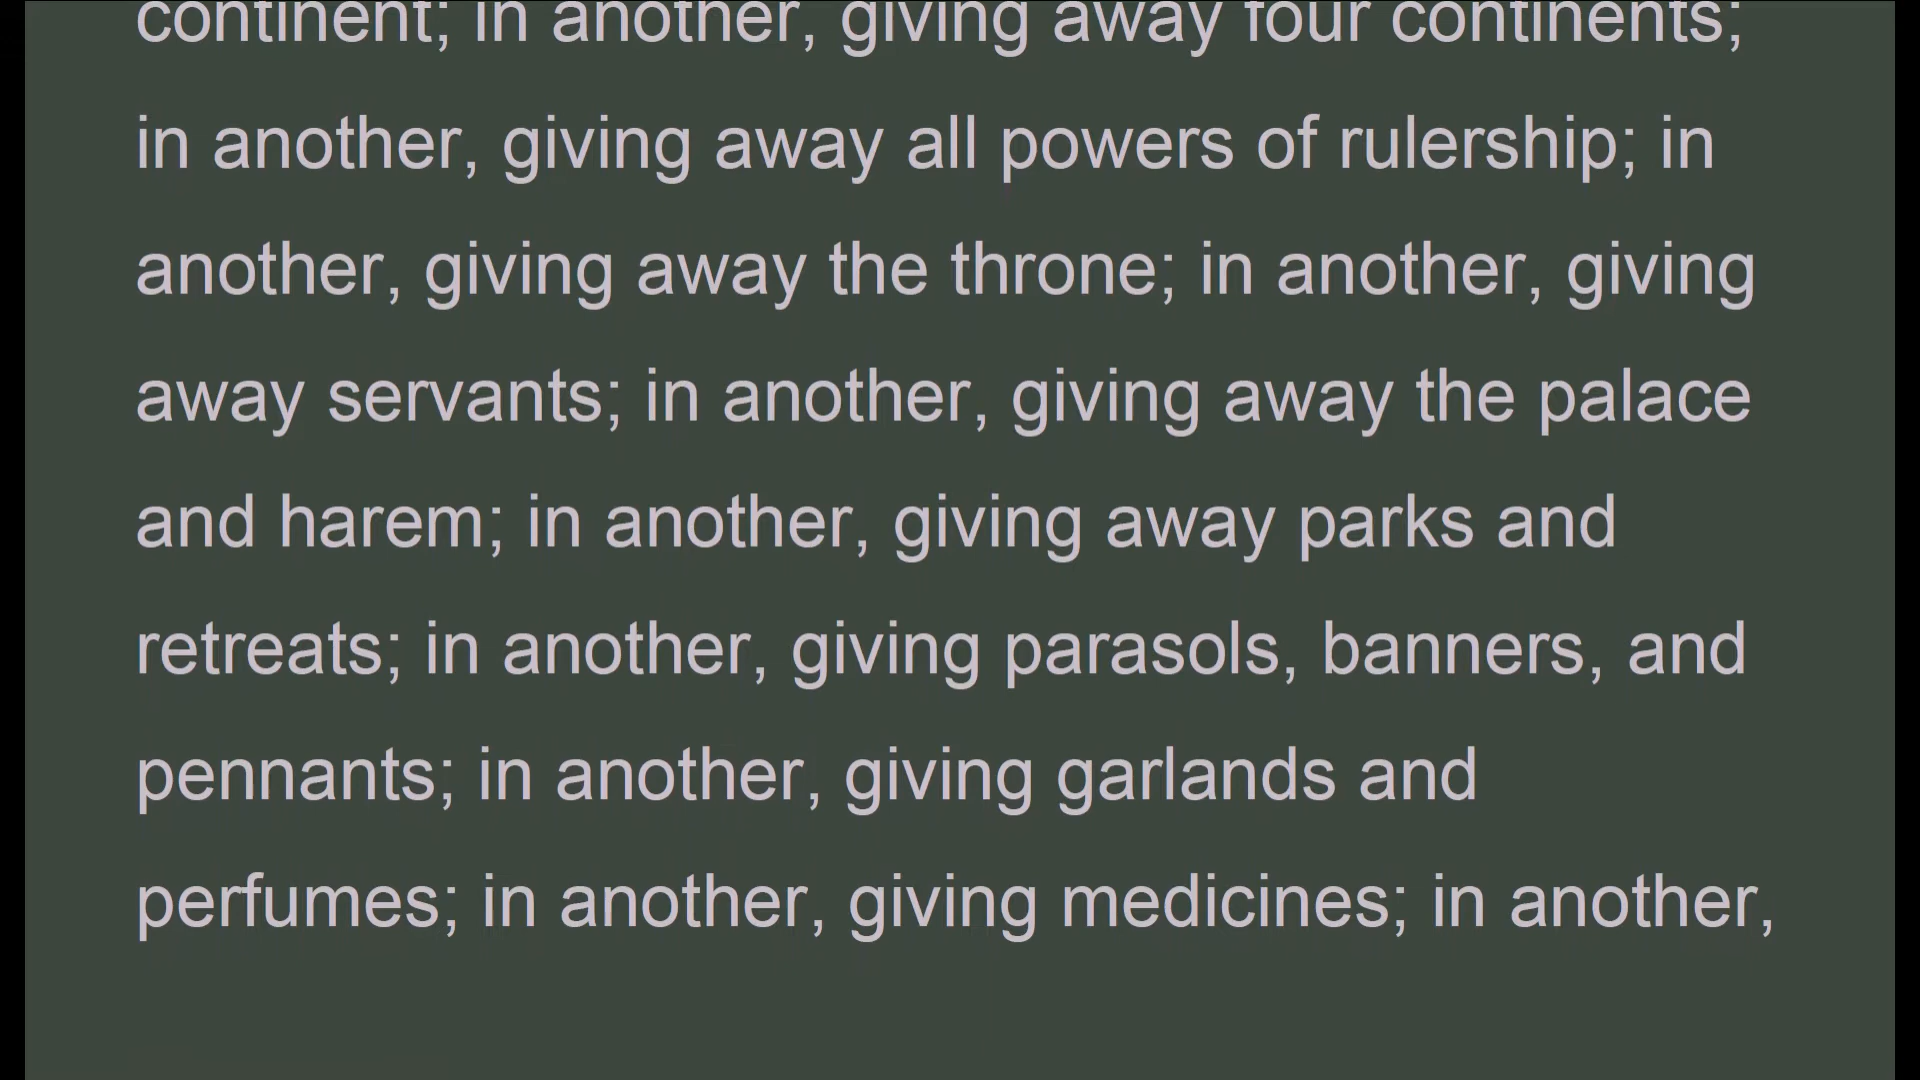 continent; in another, giving away four continents;
in another, giving away all powers of rulership; in
another, giving away the throne; in another, giving
away servants; in another, giving away the palace
and harem; in another, giving away parks and
retreats; in another, giving parasols, banners, and
pennants; in another, giving garlands and
perfumes; in another, giving medicines; in another,